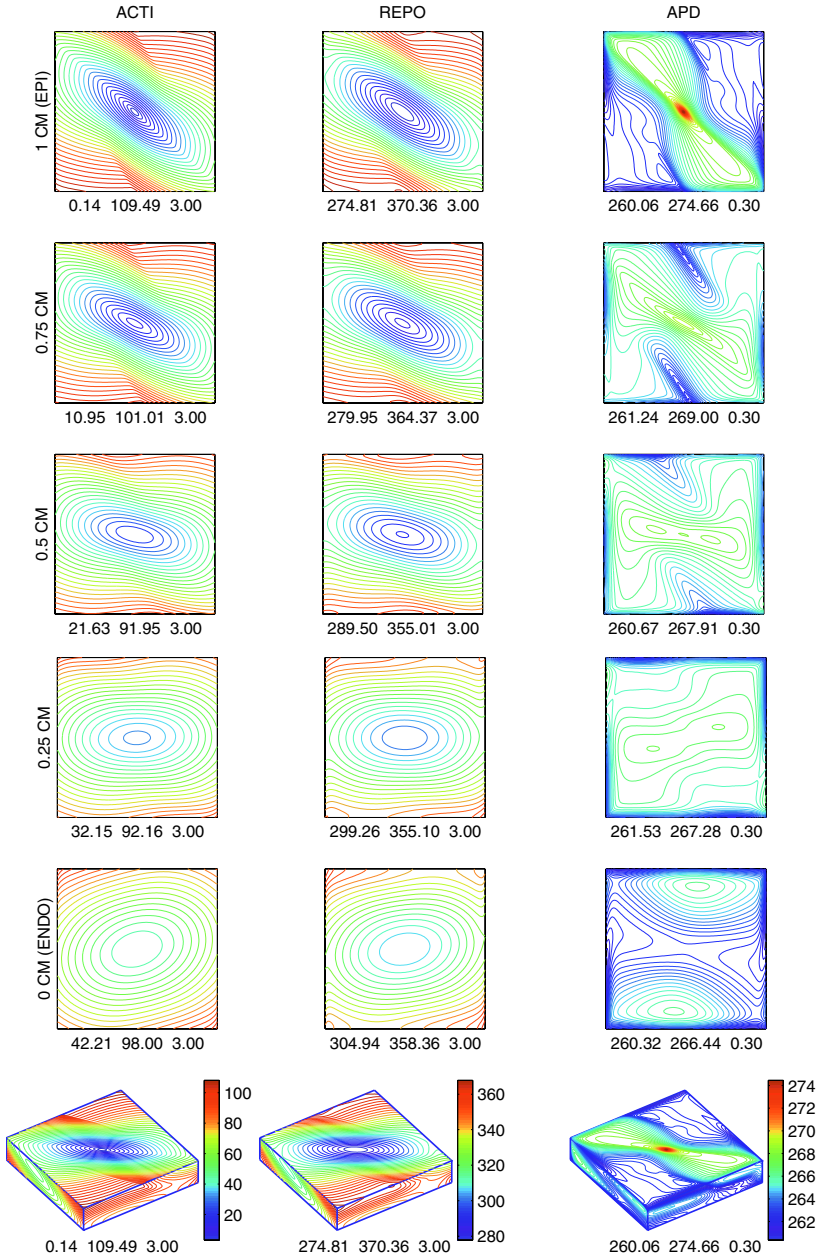 ACTI REPO APD
1 CM (EPI)
0.14 109.49 3.00 274.81 370.36 3.00 260.06 274.66 0.30
0.75 CM
10.95 101.01 3.00 279.95 364.37 3.00 261.24 269.00 0.30
0.5 CM
21.63 91.95 3.00 289.50 355.01 3.00 260.67 267.91 0.30
0.25 CM
32.15 92.16 3.00 299.26 355.10 3.00 261.53 267.28 0.30
0 CM (ENDO)
42.21 98.00 3.00 304.94 358.36 3.00 260.32 266.44 0.30
100
80
60
40
20
360
340
320
300
280
274
272
270
268
266
264
262
0.14 109.49 3.00 274.81 370.36 3.00 260.06 274.66 0.30